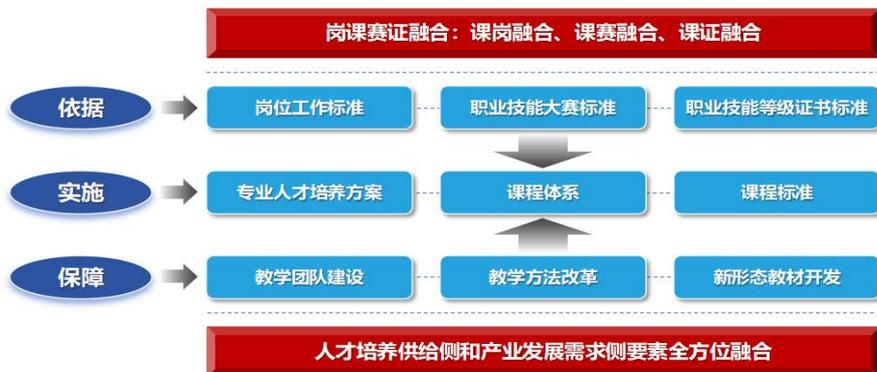 岗课赛证融合：课岗融合、课赛融合、课证融合
依据
岗位工作标准
职业技能大赛标准
职业技能等级证书标准
实施
专业人才培养方案
课程体系
课程标准
保障
教学团队建设
教学方法改革
新形态教材开发
人才培养供给侧和产业发展需求侧要素全方位融合